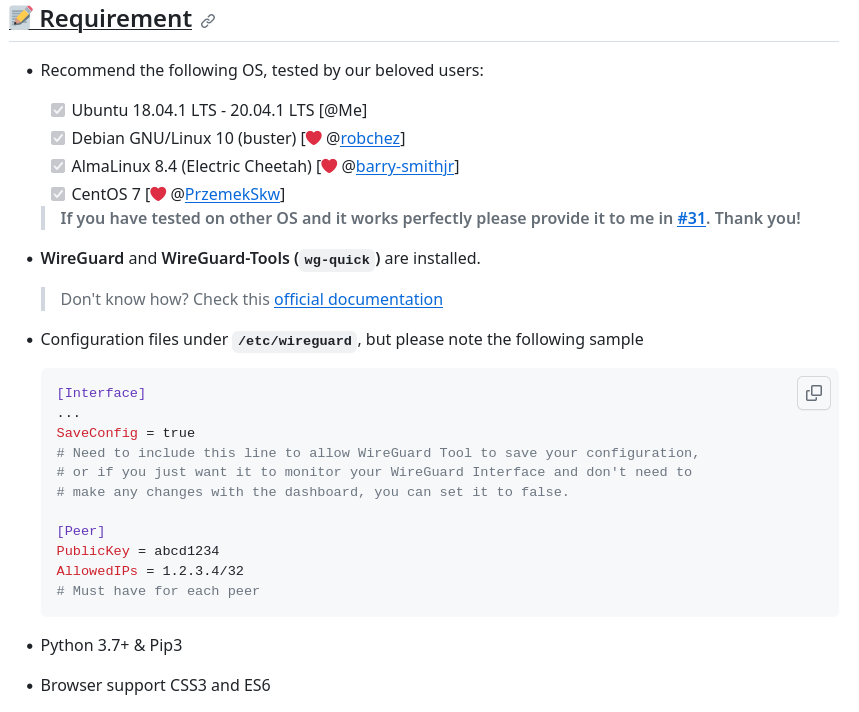 📝 Requirement
Recommend the following OS, tested by our beloved users:
Ubuntu 18.04.1 LTS - 20.04.1 LTS [@Me]
Debian GNU/Linux 10 (buster) [❤️ @robchez]
AlmaLinux 8.4 (Electric Cheetah) [❤️ @barry-smithjr]
CentOS 7 [❤️ @PrzemekSkw]
If you have tested on other OS and it works perfectly please provide it to me in #31. Thank you!
WireGuard and WireGuard-Tools (wg-quick) are installed.
Don't know how? Check this official documentation
Configuration files under /etc/wireguard, but please note the following sample
[Interface]
...
SaveConfig = true
# Need to include this line to allow WireGuard Tool to save your configuration,
# or if you just want it to monitor your WireGuard Interface and don't need to
# make any changes with the dashboard, you can set it to false.
[Peer]
PublicKey = abcd1234
AllowedIPs = 1.2.3.4/32
# Must have for each peer
Python 3.7+ & Pip3
Browser support CSS3 and ES6